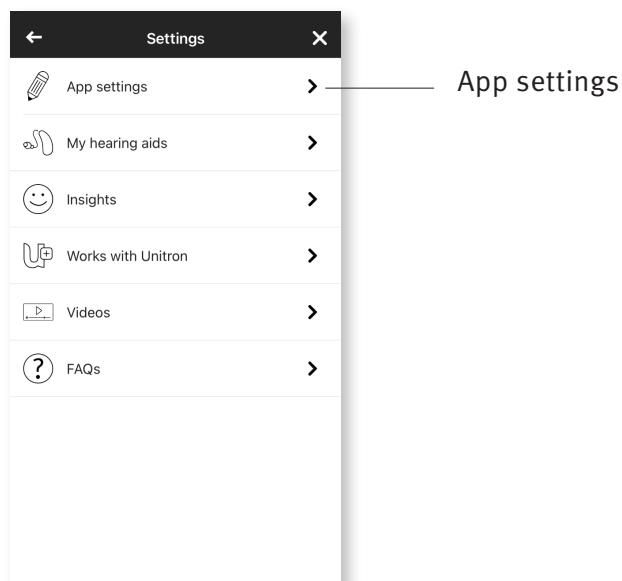 Settings
App settings
App settings
My hearing aids
Insights
Works with Unitron
Videos
FAQs